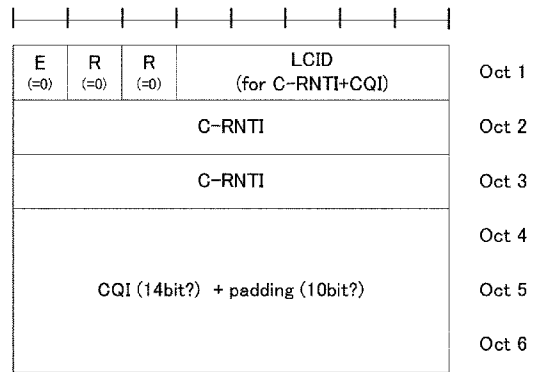 E R R LCID Oct 1
(=0) (=0) (=0) (for C-RNTI+CQI)
C-RNTI Oct 2
C-RNTI Oct 3
Oct 4
CQI (14bit?) + padding (10bit?) Oct 5
Oct 6